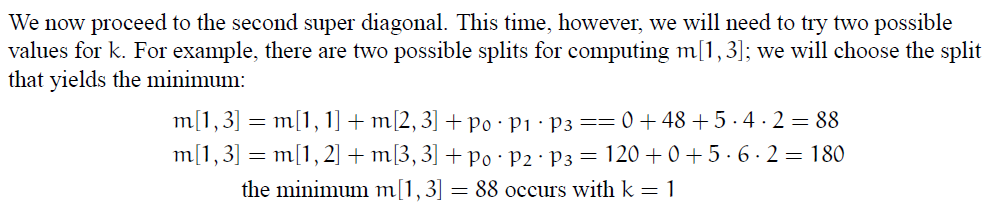 We now proceed to the second super diagonal. This time, however, we will need to try two possible
values for k. For example, there are two possible splits for computing m[1, 3]; we will choose the split
that yields the minimum:
m[1, 3] = m[1, 1] + m[2, 3] + p₀ · p₁ · p₃ == 0 + 48 + 5 · 4 · 2 = 88
m[1, 3] = m[1, 2] + m[3, 3] + p₀ · p₂ · p₃ = 120 + 0 + 5 · 6 · 2 = 180
the minimum m[1, 3] = 88 occurs with k = 1